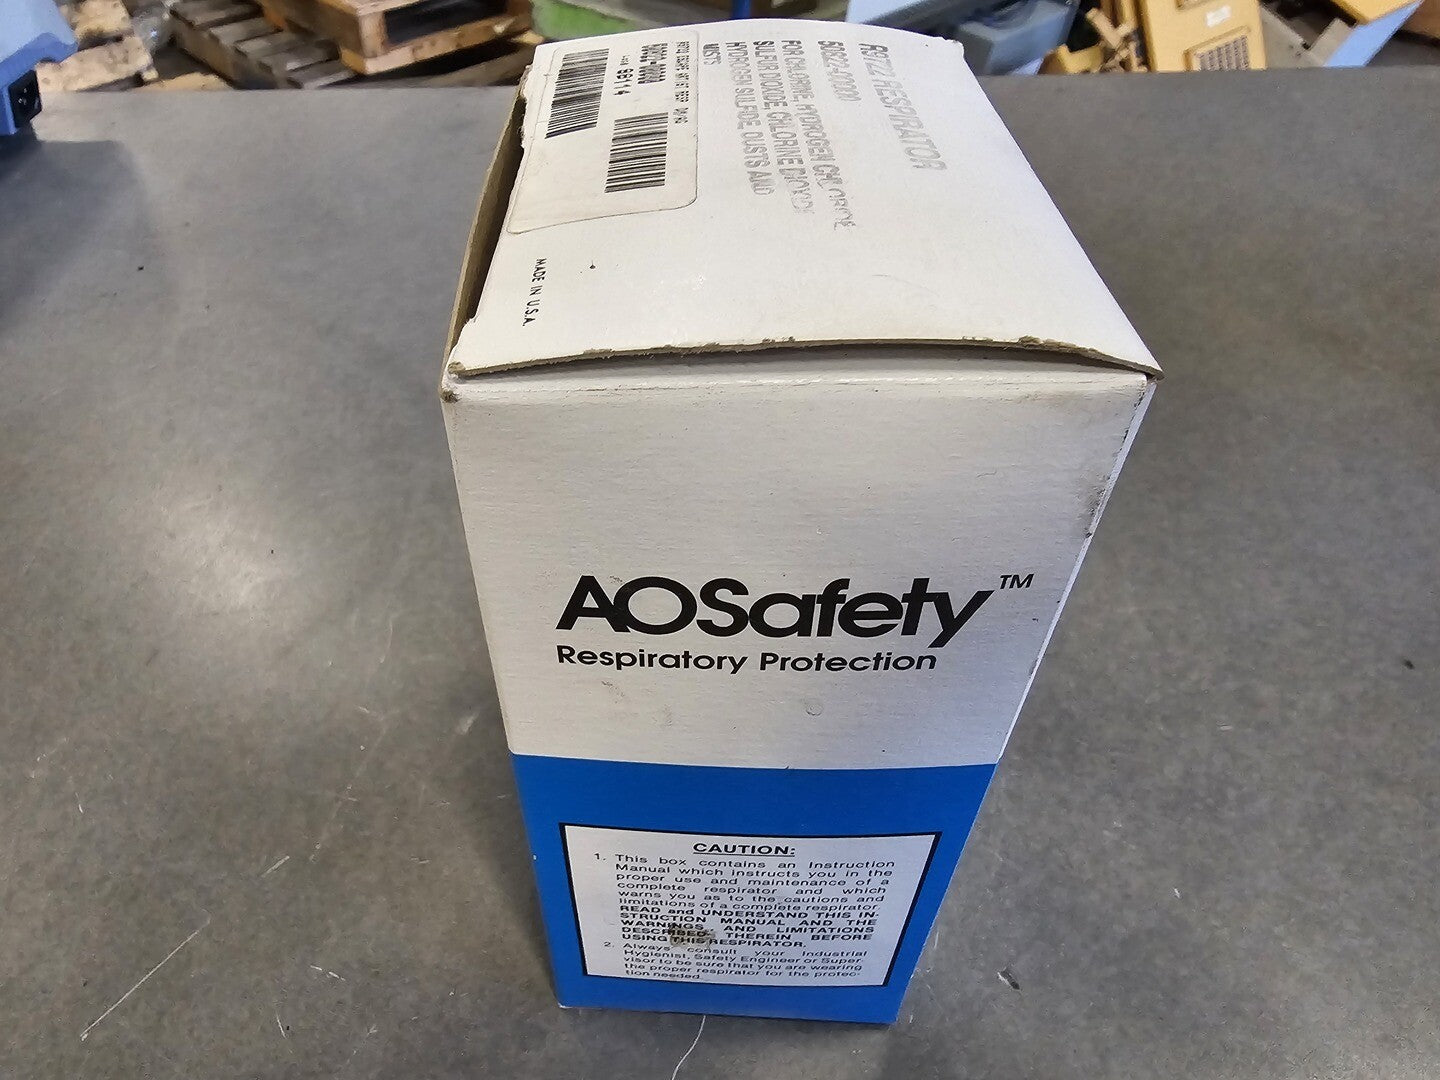 RESPIRATOR
FOR CHLORINE, HYDROGEN CHLORIDE
SULFUR DIOXIDE, CHLORINE DIOXIDE
HYDROGEN SULFIDE, DUSTS AND
MISTS
MADE IN U.S.A.
AOSafety™
Respiratory Protection
CAUTION:
1. This box contains an Instruction
Manual which instructs you in the
proper use and maintenance of a
complete respirator and which
warns you as to the cautions and
limitations of a complete respirator.
READ and UNDERSTAND THIS IN-
STRUCTION MANUAL AND THE
WARNINGS AND LIMITATIONS
DESCRIBED THEREIN BEFORE
USING THIS RESPIRATOR.
2. Always consult your Industrial
Hygienist, Safety Engineer or Super-
visor to be sure that you are wearing
the proper respirator for the protec-
tion needed.